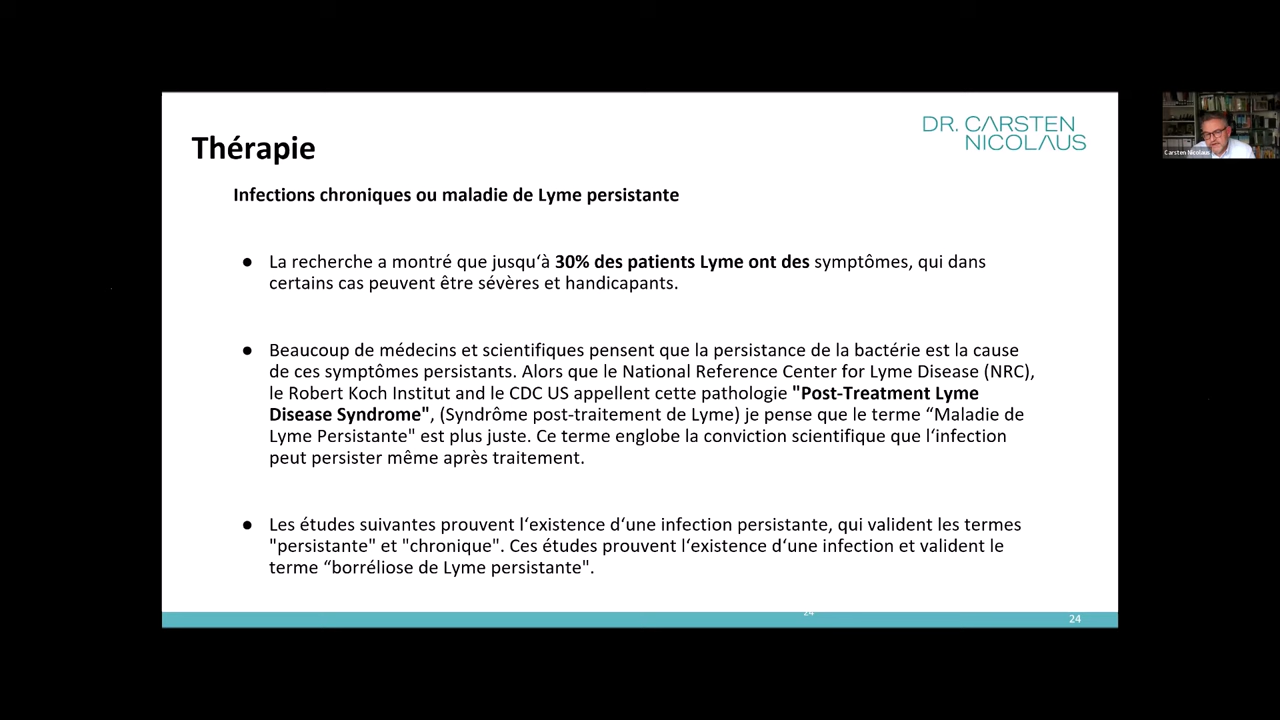 DR. CARSTEN
NICOLAUS
Thérapie
Infections chroniques ou maladie de Lyme persistante
● La recherche a montré que jusqu‘à 30% des patients Lyme ont des symptômes, qui dans
certains cas peuvent être sévères et handicapants.
● Beaucoup de médecins et scientifiques pensent que la persistance de la bactérie est la cause
de ces symptômes persistants. Alors que le National Reference Center for Lyme Disease (NRC),
le Robert Koch Institut and le CDC US appellent cette pathologie "Post-Treatment Lyme
Disease Syndrome", (Syndrôme post-traitement de Lyme) je pense que le terme “Maladie de
Lyme Persistante" est plus juste. Ce terme englobe la conviction scientifique que l‘infection
peut persister même après traitement.
● Les études suivantes prouvent l‘existence d‘une infection persistante, qui valident les termes
"persistante" et "chronique". Ces études prouvent l‘existence d‘une infection et valident le
terme “borréliose de Lyme persistante".
24
24
Carsten Nicolaus